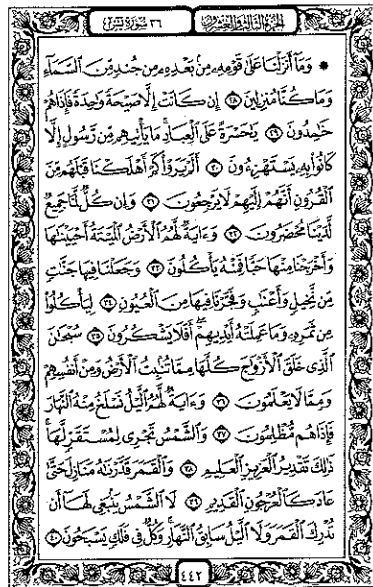 الجزء الثالث والعشرون ٣٦ سورة يس
۞ وَمَآ أَنزَلْنَا عَلَىٰ قَوْمِهِۦ مِنۢ بَعْدِهِۦ مِن جُندٍ مِّنَ ٱلسَّمَآءِ
وَمَا كُنَّا مُنزِلِينَ ۝٢٨ إِن كَانَتْ إِلَّا صَيْحَةً وَٰحِدَةً فَإِذَا هُمْ
خَٰمِدُونَ ۝٢٩ يَٰحَسْرَةً عَلَى ٱلْعِبَادِ ۚ مَا يَأْتِيهِم مِّن رَّسُولٍ إِلَّا
كَانُوا۟ بِهِۦ يَسْتَهْزِءُونَ ۝٣٠ أَلَمْ يَرَوْا۟ كَمْ أَهْلَكْنَا قَبْلَهُم مِّنَ
ٱلْقُرُونِ أَنَّهُمْ إِلَيْهِمْ لَا يَرْجِعُونَ ۝٣١ وَإِن كُلٌّ لَّمَّا جَمِيعٌ
لَّدَيْنَا مُحْضَرُونَ ۝٣٢ وَءَايَةٌ لَّهُمُ ٱلْأَرْضُ ٱلْمَيْتَةُ أَحْيَيْنَٰهَا
وَأَخْرَجْنَا مِنْهَا حَبًّا فَمِنْهُ يَأْكُلُونَ ۝٣٣ وَجَعَلْنَا فِيهَا جَنَّٰتٍ
مِّن نَّخِيلٍ وَأَعْنَٰبٍ وَفَجَّرْنَا فِيهَا مِنَ ٱلْعُيُونِ ۝٣٤ لِيَأْكُلُوا۟
مِن ثَمَرِهِۦ وَمَا عَمِلَتْهُ أَيْدِيهِمْ ۖ أَفَلَا يَشْكُرُونَ ۝٣٥ سُبْحَٰنَ
ٱلَّذِى خَلَقَ ٱلْأَزْوَٰجَ كُلَّهَا مِمَّا تُنۢبِتُ ٱلْأَرْضُ وَمِنْ أَنفُسِهِمْ
وَمِمَّا لَا يَعْلَمُونَ ۝٣٦ وَءَايَةٌ لَّهُمُ ٱلَّيْلُ نَسْلَخُ مِنْهُ ٱلنَّهَارَ
فَإِذَا هُم مُّظْلِمُونَ ۝٣٧ وَٱلشَّمْسُ تَجْرِى لِمُسْتَقَرٍّ لَّهَا ۚ
ذَٰلِكَ تَقْدِيرُ ٱلْعَزِيزِ ٱلْعَلِيمِ ۝٣٨ وَٱلْقَمَرَ قَدَّرْنَٰهُ مَنَازِلَ حَتَّىٰ
عَادَ كَٱلْعُرْجُونِ ٱلْقَدِيمِ ۝٣٩ لَا ٱلشَّمْسُ يَنۢبَغِى لَهَآ أَن
تُدْرِكَ ٱلْقَمَرَ وَلَا ٱلَّيْلُ سَابِقُ ٱلنَّهَارِ ۚ وَكُلٌّ فِى فَلَكٍ يَسْبَحُونَ ۝٤٠
٤٤٢